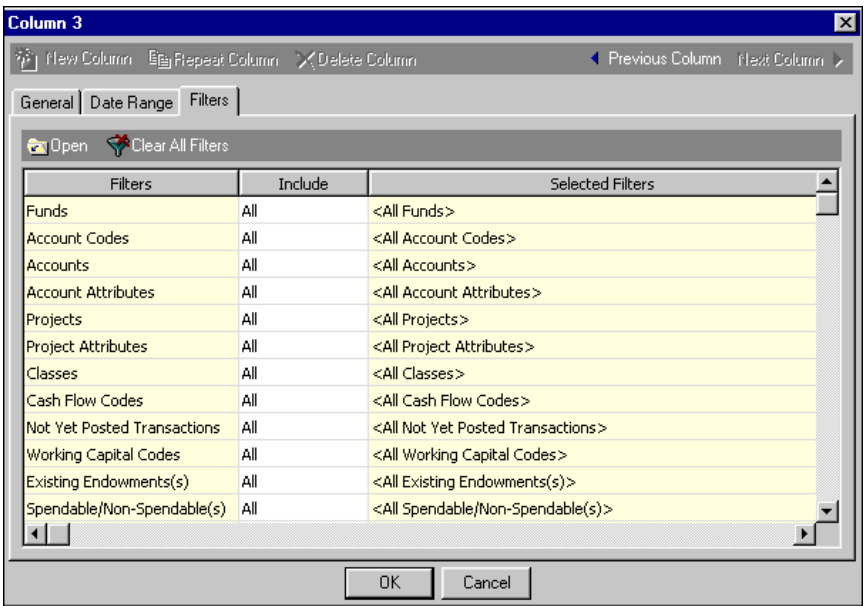 Column 3
New Column Repeat Column Delete Column Previous Column Next Column
General Date Range Filters
Open Clear All Filters
Filters Include Selected Filters
Funds All <All Funds>
Account Codes All <All Account Codes>
Accounts All <All Accounts>
Account Attributes All <All Account Attributes>
Projects All <All Projects>
Project Attributes All <All Project Attributes>
Classes All <All Classes>
Cash Flow Codes All <All Cash Flow Codes>
Not Yet Posted Transactions All <All Not Yet Posted Transactions>
Working Capital Codes All <All Working Capital Codes>
Existing Endowments(s) All <All Existing Endowments(s)>
Spendable/Non-Spendable(s) All <All Spendable/Non-Spendable(s)>
OK Cancel